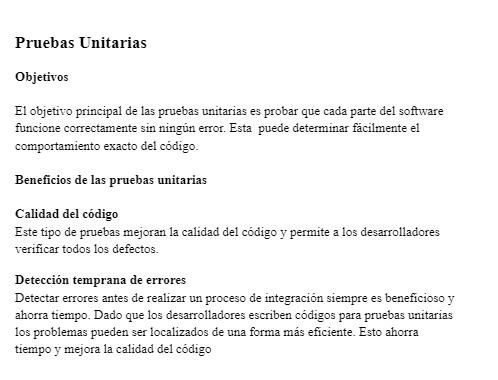 Pruebas Unitarias
Objetivos
El objetivo principal de las pruebas unitarias es probar que cada parte del software
funcione correctamente sin ningún error. Esta  puede determinar fácilmente el
comportamiento exacto del código.
Beneficios de las pruebas unitarias
Calidad del código
Este tipo de pruebas mejoran la calidad del código y permite a los desarrolladores
verificar todos los defectos.
Detección temprana de errores
Detectar errores antes de realizar un proceso de integración siempre es beneficioso y
ahorra tiempo. Dado que los desarrolladores escriben códigos para pruebas unitarias
los problemas pueden ser localizados de una forma más eficiente. Esto ahorra
tiempo y mejora la calidad del código